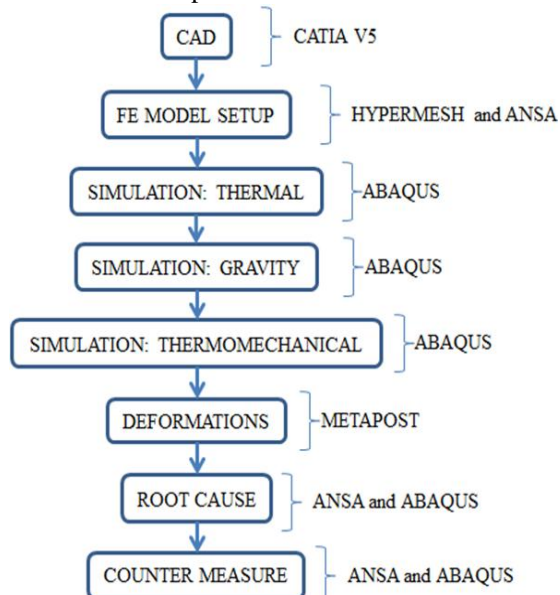 CAD CATIA V5
FE MODEL SETUP HYPERMESH and ANSA
SIMULATION: THERMAL ABAQUS
SIMULATION: GRAVITY ABAQUS
SIMULATION: THERMOMECHANICAL ABAQUS
DEFORMATIONS METAPOST
ROOT CAUSE ANSA and ABAQUS
COUNTER MEASURE ANSA and ABAQUS